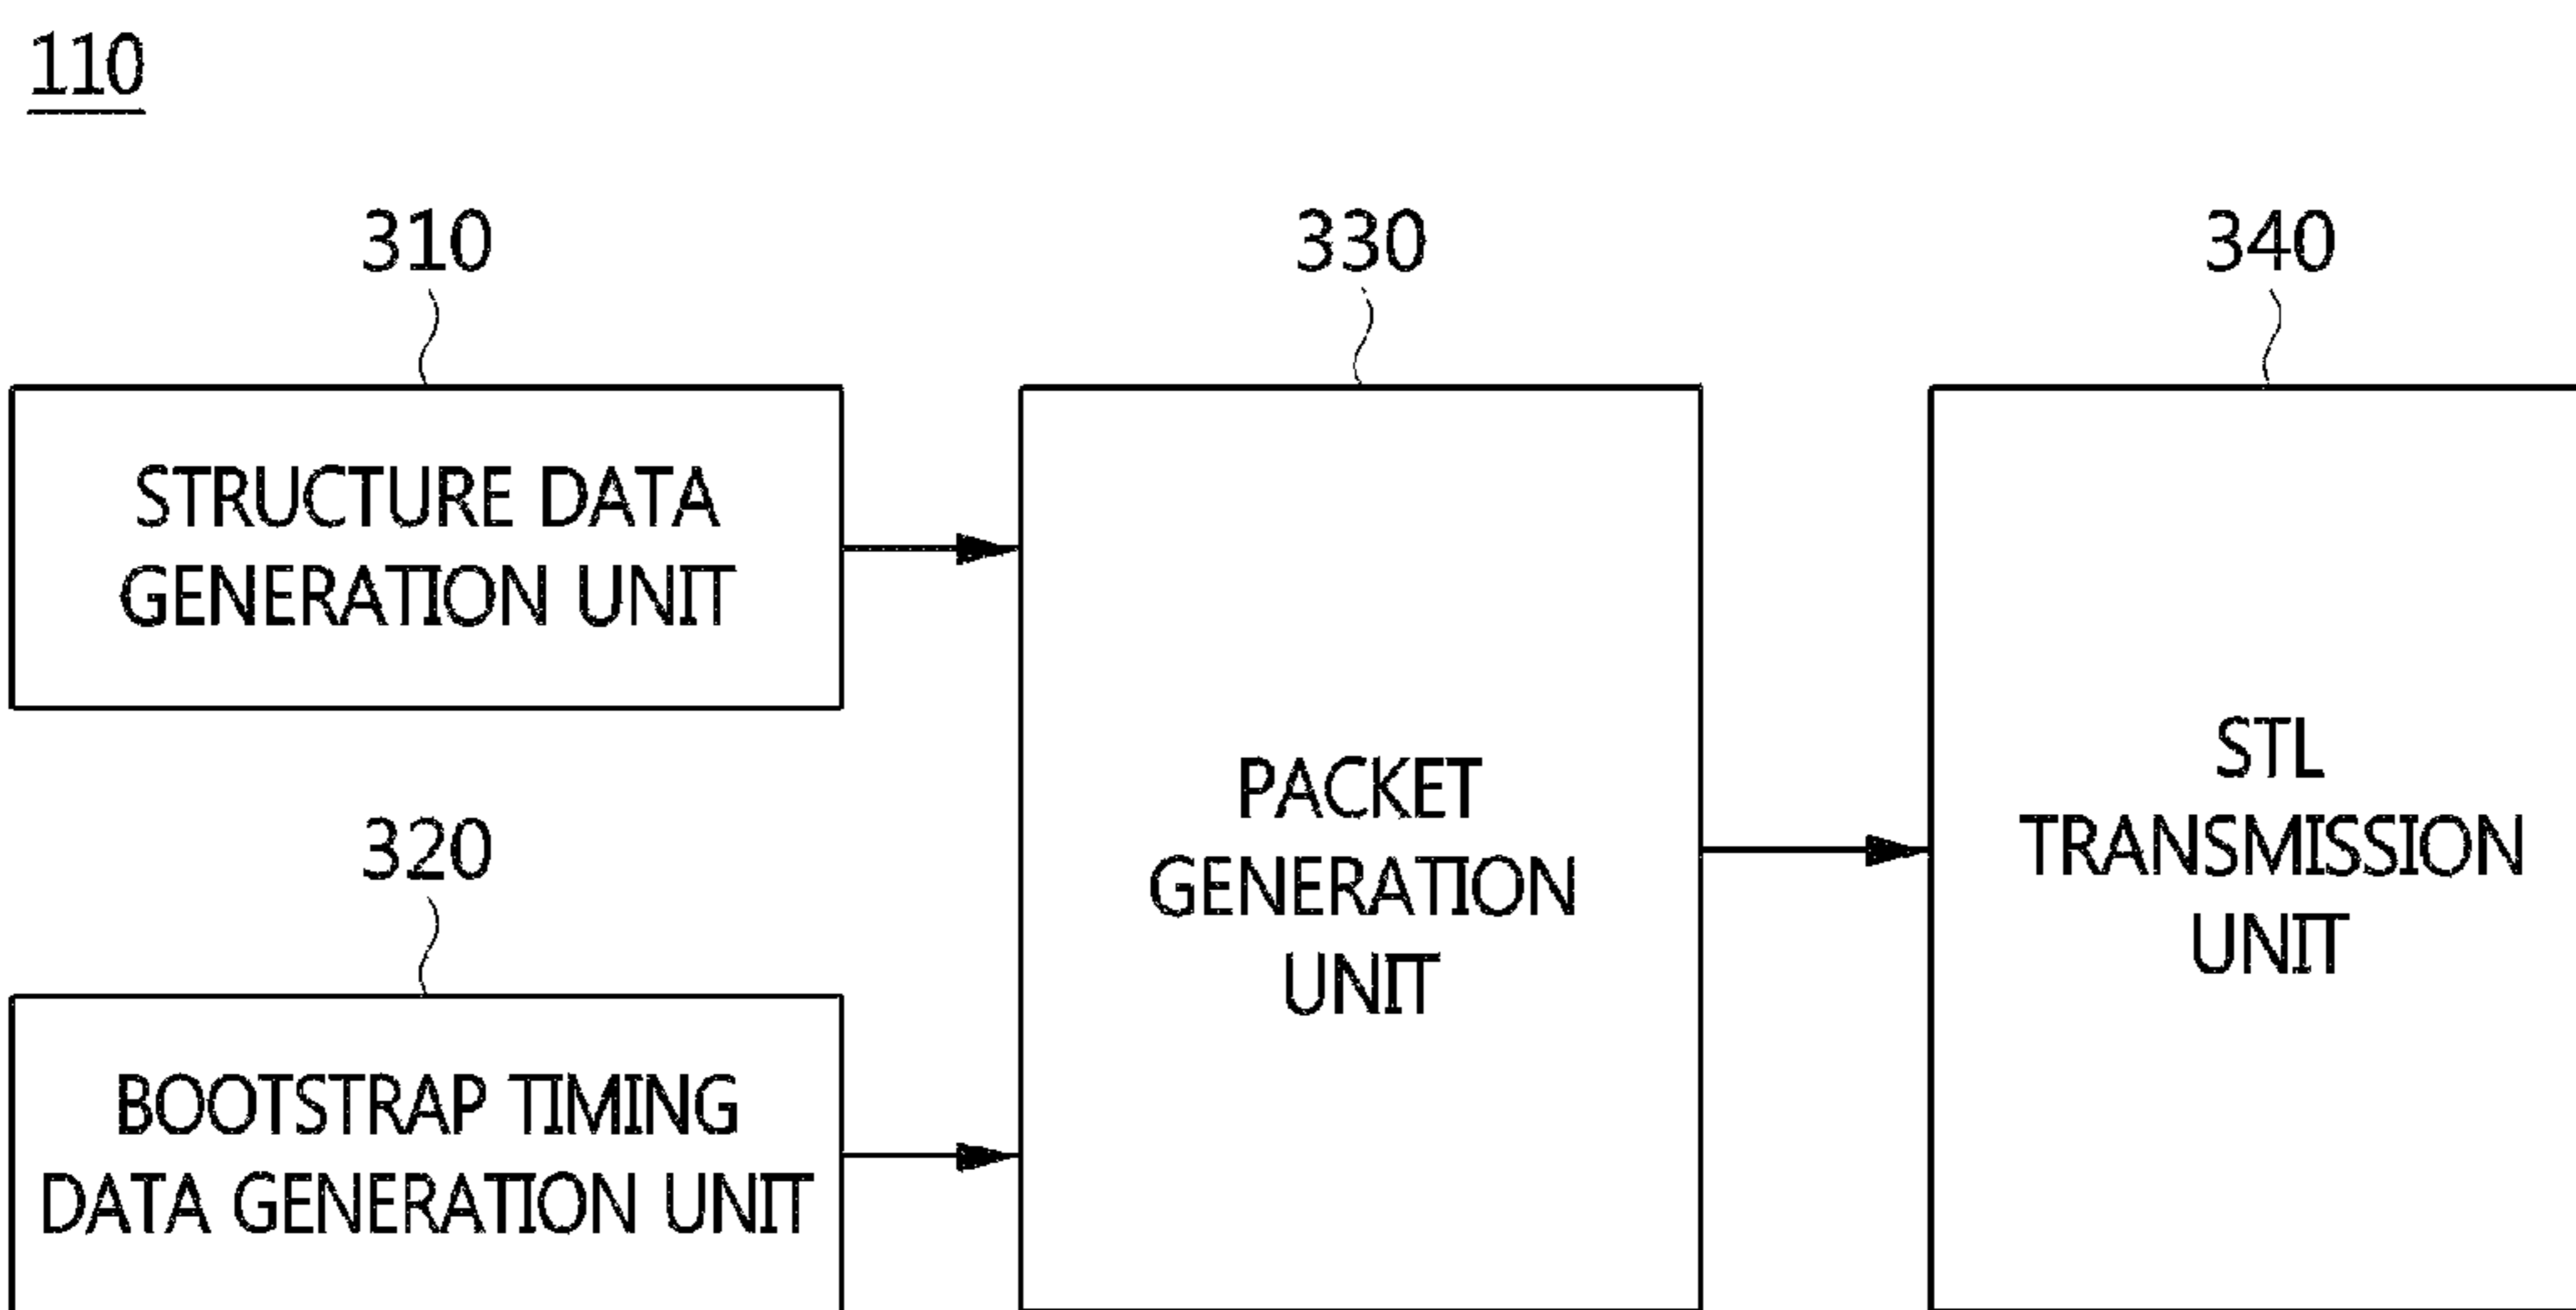 110
310
STRUCTURE DATA
GENERATION UNIT
320
BOOTSTRAP TIMING
DATA GENERATION UNIT
330
PACKET
GENERATION
UNIT
340
STL
TRANSMISSION
UNIT